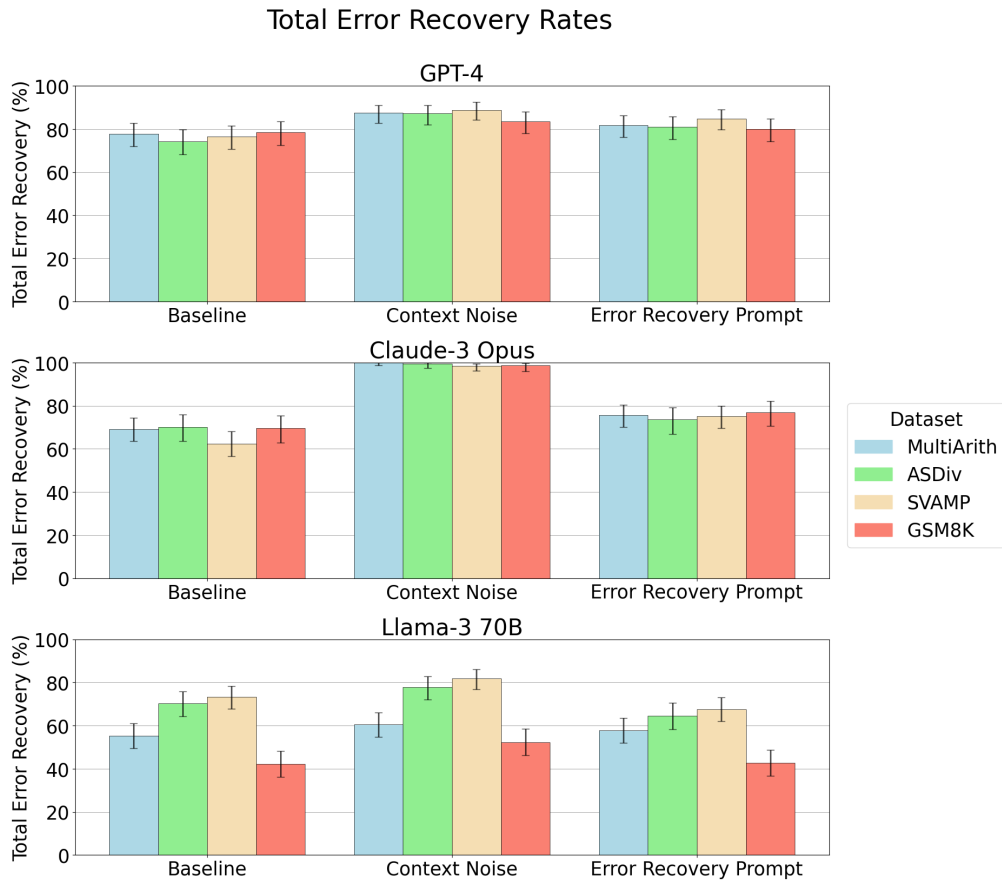 Total Error Recovery Rates
GPT-4
Total Error Recovery (%)
100
80
60
40
20
0
Baseline
Context Noise
Error Recovery Prompt
Claude-3 Opus
Total Error Recovery (%)
100
80
60
40
20
0
Baseline
Context Noise
Error Recovery Prompt
Dataset
MultiArith
ASDiv
SVAMP
GSM8K
Llama-3 70B
Total Error Recovery (%)
100
80
60
40
20
0
Baseline
Context Noise
Error Recovery Prompt